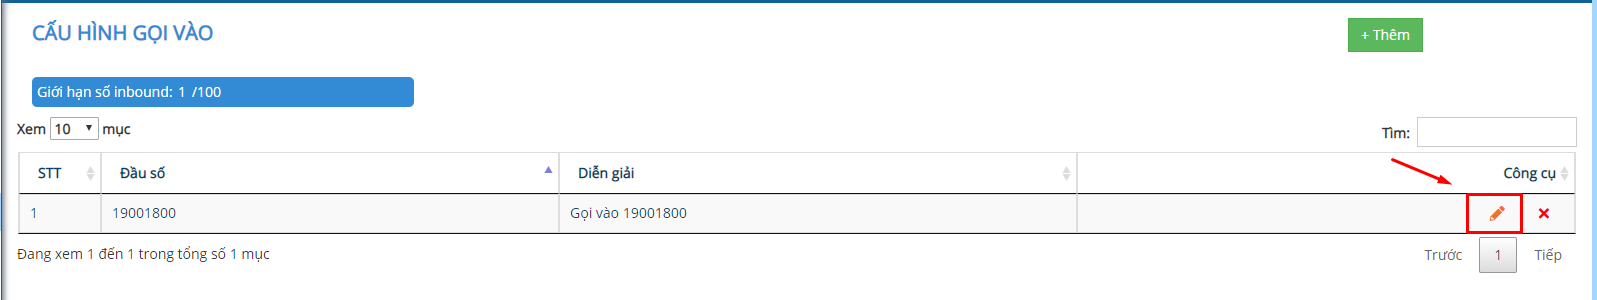 CẤU HÌNH GỌI VÀO
+ Thêm
Giới hạn số inbound: 1 /100
Xem 10 mục
Tìm:
STT Đầu số Diễn giải Công cụ
1 19001800 Gọi vào 19001800
Đang xem 1 đến 1 trong tổng số 1 mục
Trước 1 Tiếp